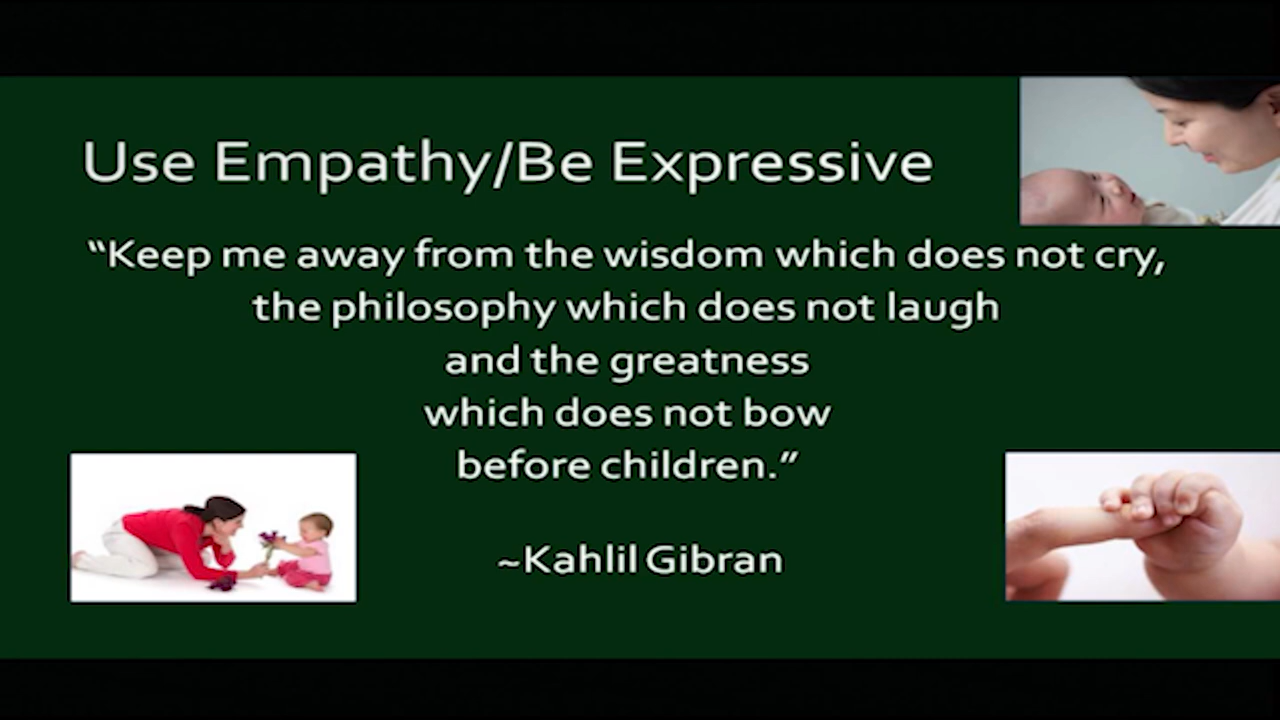 Use Empathy/Be Expressive
“Keep me away from the wisdom which does not cry,
the philosophy which does not laugh
and the greatness
which does not bow
before children.”
~Kahlil Gibran